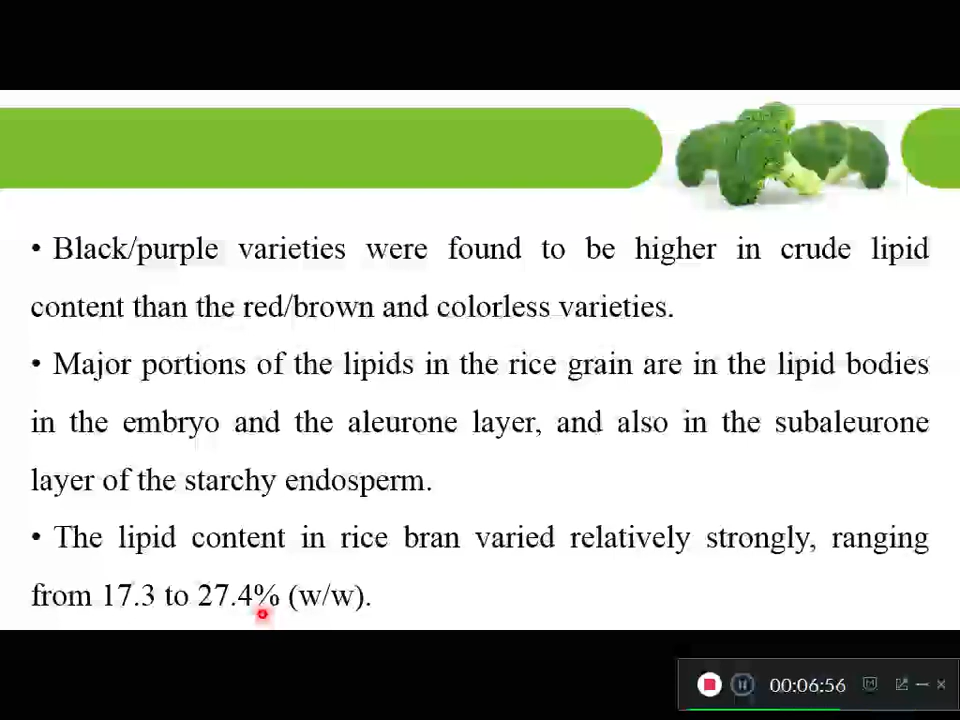 • Black/purple varieties were found to be higher in crude lipid
content than the red/brown and colorless varieties.
• Major portions of the lipids in the rice grain are in the lipid bodies
in the embryo and the aleurone layer, and also in the subaleurone
layer of the starchy endosperm.
• The lipid content in rice bran varied relatively strongly, ranging
from 17.3 to 27.4% (w/w).
00:06:56